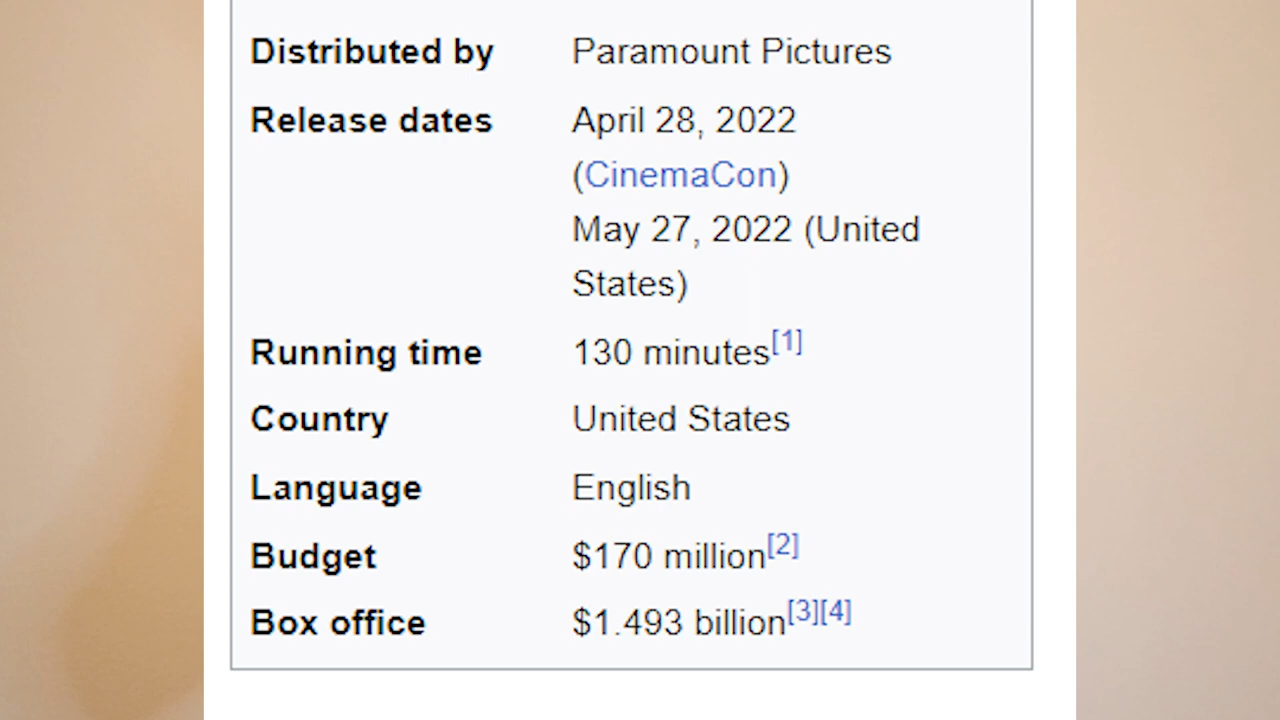 Distributed by Paramount Pictures
Release dates April 28, 2022
(CinemaCon)
May 27, 2022 (United
States)
Running time 130 minutes[1]
Country United States
Language English
Budget $170 million[2]
Box office $1.493 billion[3][4]